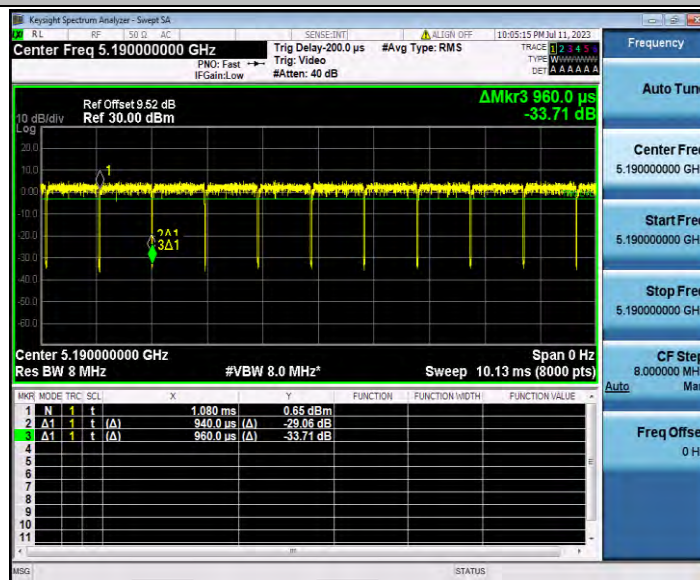 Keysight Spectrum Analyzer - Swept SA
RL RF 50 Ω AC SENSE:INT ALIGN OFF 10:05:15 PM Jul 11, 2023
Center Freq 5.190000000 GHz
PNO: Fast
IFGain:Low
Trig Delay-200.0 µs
Trig: Video
#Atten: 40 dB
#Avg Type: RMS
TRACE 1 2 3 4 5 6
TYPE WWWWWW
DET A A A A A A
Frequency
Auto Tune
Center Freq
5.190000000 GH
Start Freq
5.190000000 GH
Stop Freq
5.190000000 GH
CF Step
8.000000 MH
Auto Ma
Freq Offse
0 H
Ref Offset 9.52 dB
10 dB/div Ref 30.00 dBm
ΔMkr3 960.0 µs
-33.71 dB
Log
20.0
10.0
0.00
-10.0
-20.0
-30.0
-40.0
-50.0
-60.0
1
2Δ1
3Δ1
Center 5.190000000 GHz Span 0 Hz
Res BW 8 MHz #VBW 8.0 MHz* Sweep 10.13 ms (8000 pts)
MKR MODE TRC SCL X Y FUNCTION FUNCTION WIDTH FUNCTION VALUE
1 N 1 t 1.080 ms 0.65 dBm
2 Δ1 1 t (Δ) 940.0 µs (Δ) -29.06 dB
3 Δ1 1 t (Δ) 960.0 µs (Δ) -33.71 dB
4
5
6
7
8
9
10
11
MSG STATUS